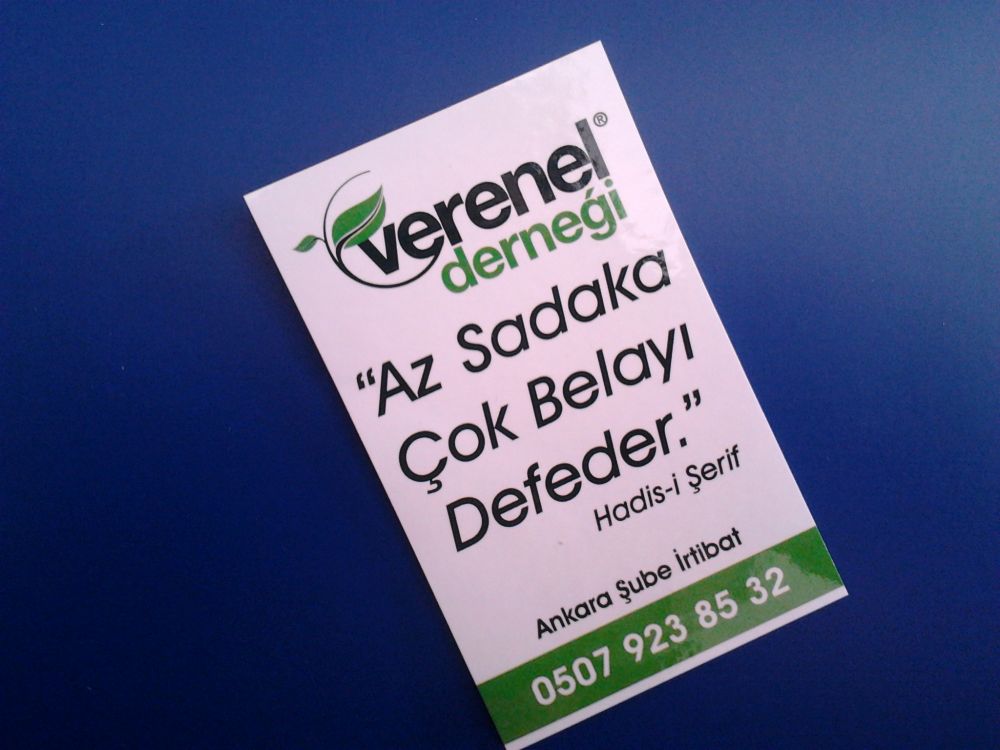 verenel®
derneği
“Az Sadaka
Çok Belayı
Defeder.”
Hadis-i Şerif
Ankara Şube İrtibat
0507 923 85 32